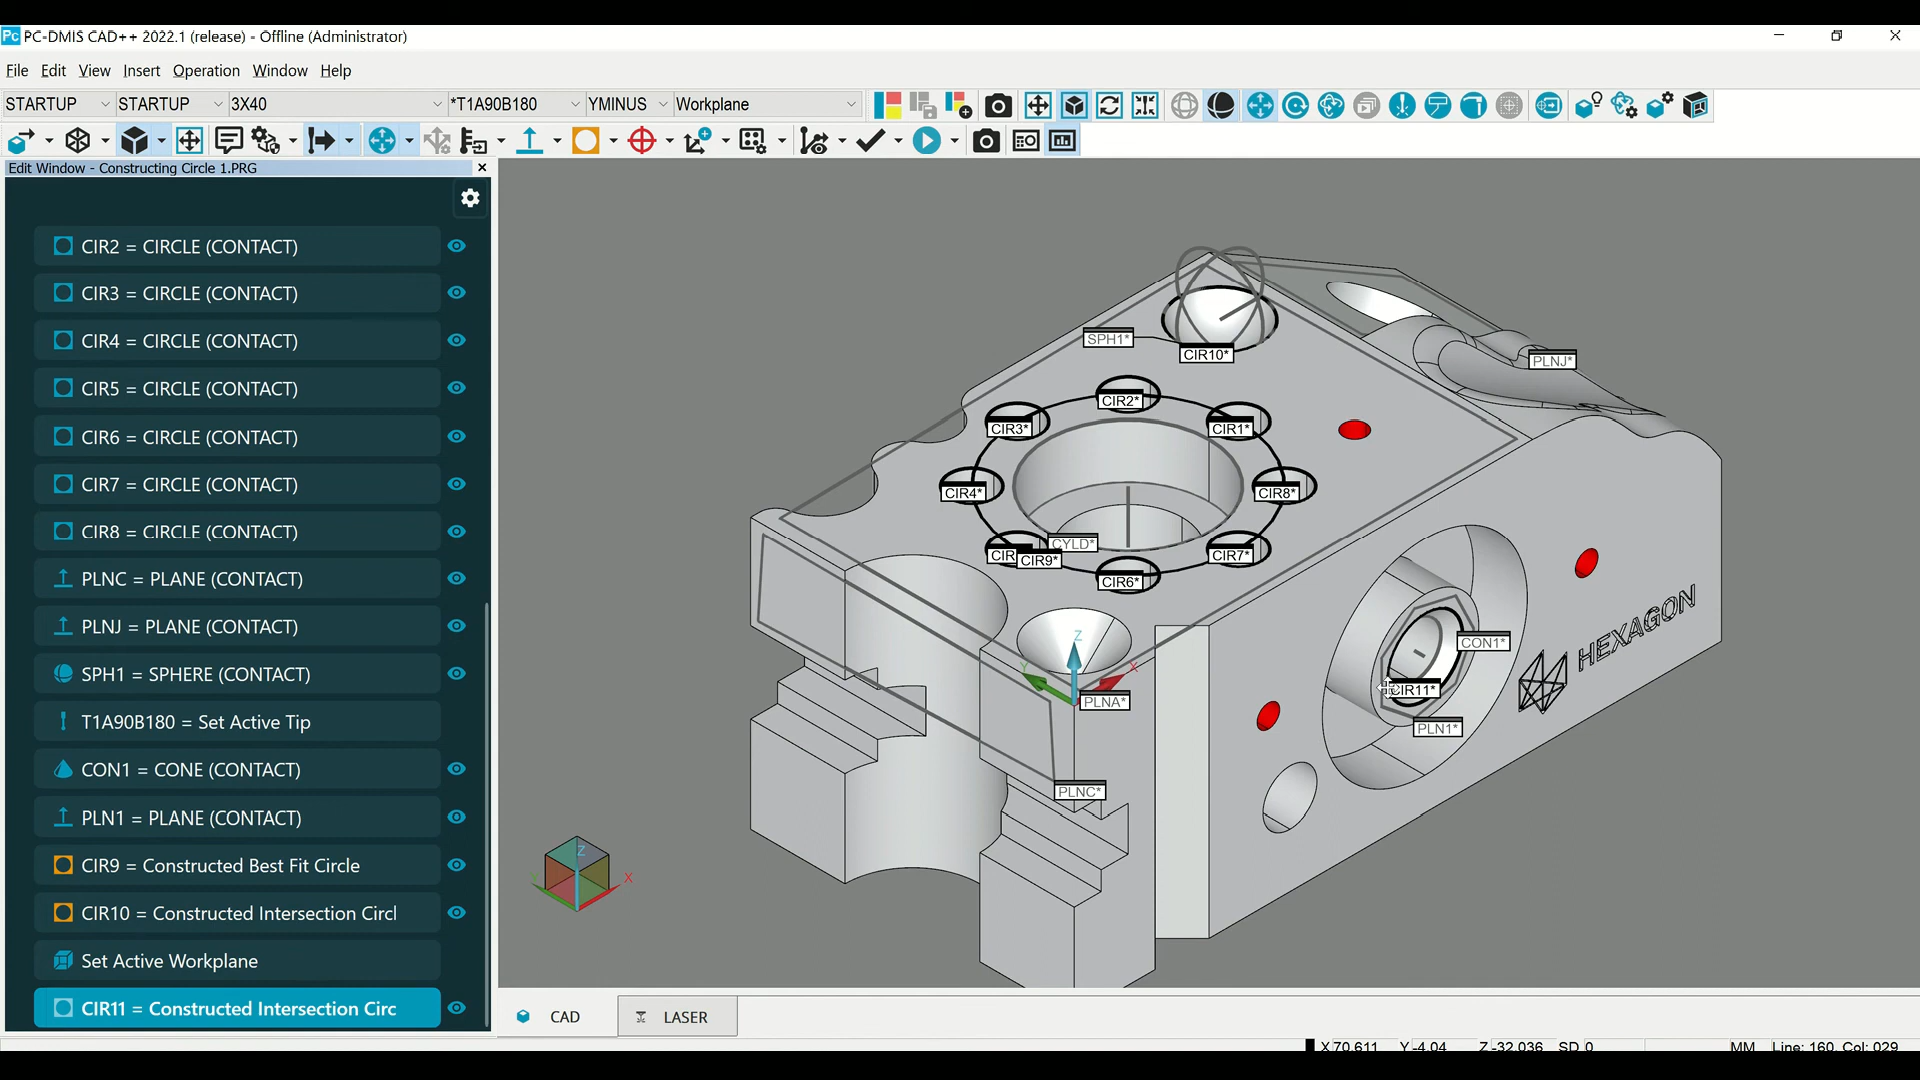 PC-DMIS CAD++ 2022.1 (release) - Offline (Administrator)
File Edit View Insert Operation Window Help
STARTUP STARTUP 3X40 *T1A90B180 YMINUS Workplane
Edit Window - Constructing Circle 1.PRG
CIR2 = CIRCLE (CONTACT)
CIR3 = CIRCLE (CONTACT)
CIR4 = CIRCLE (CONTACT)
CIR5 = CIRCLE (CONTACT)
CIR6 = CIRCLE (CONTACT)
CIR7 = CIRCLE (CONTACT)
CIR8 = CIRCLE (CONTACT)
PLNC = PLANE (CONTACT)
PLNJ = PLANE (CONTACT)
SPH1 = SPHERE (CONTACT)
T1A90B180 = Set Active Tip
CON1 = CONE (CONTACT)
PLN1 = PLANE (CONTACT)
CIR9 = Constructed Best Fit Circle
CIR10 = Constructed Intersection Circl
Set Active Workplane
CIR11 = Constructed Intersection Circ
SPH1*
CIR10*
PLNJ*
CIR2*
CIR3*
CIR1*
CIR4*
CIR8*
CYLD*
CIR
CIR9*
CIR7*
CIR6*
HEXAGON
CON1*
Z
Y
X
CIR11*
PLNA*
PLN1*
PLNC*
Z
Y
X
CAD
LASER
X 70.611 Y -4.04 Z -32.036 SD 0 MM Line: 160, Col: 029